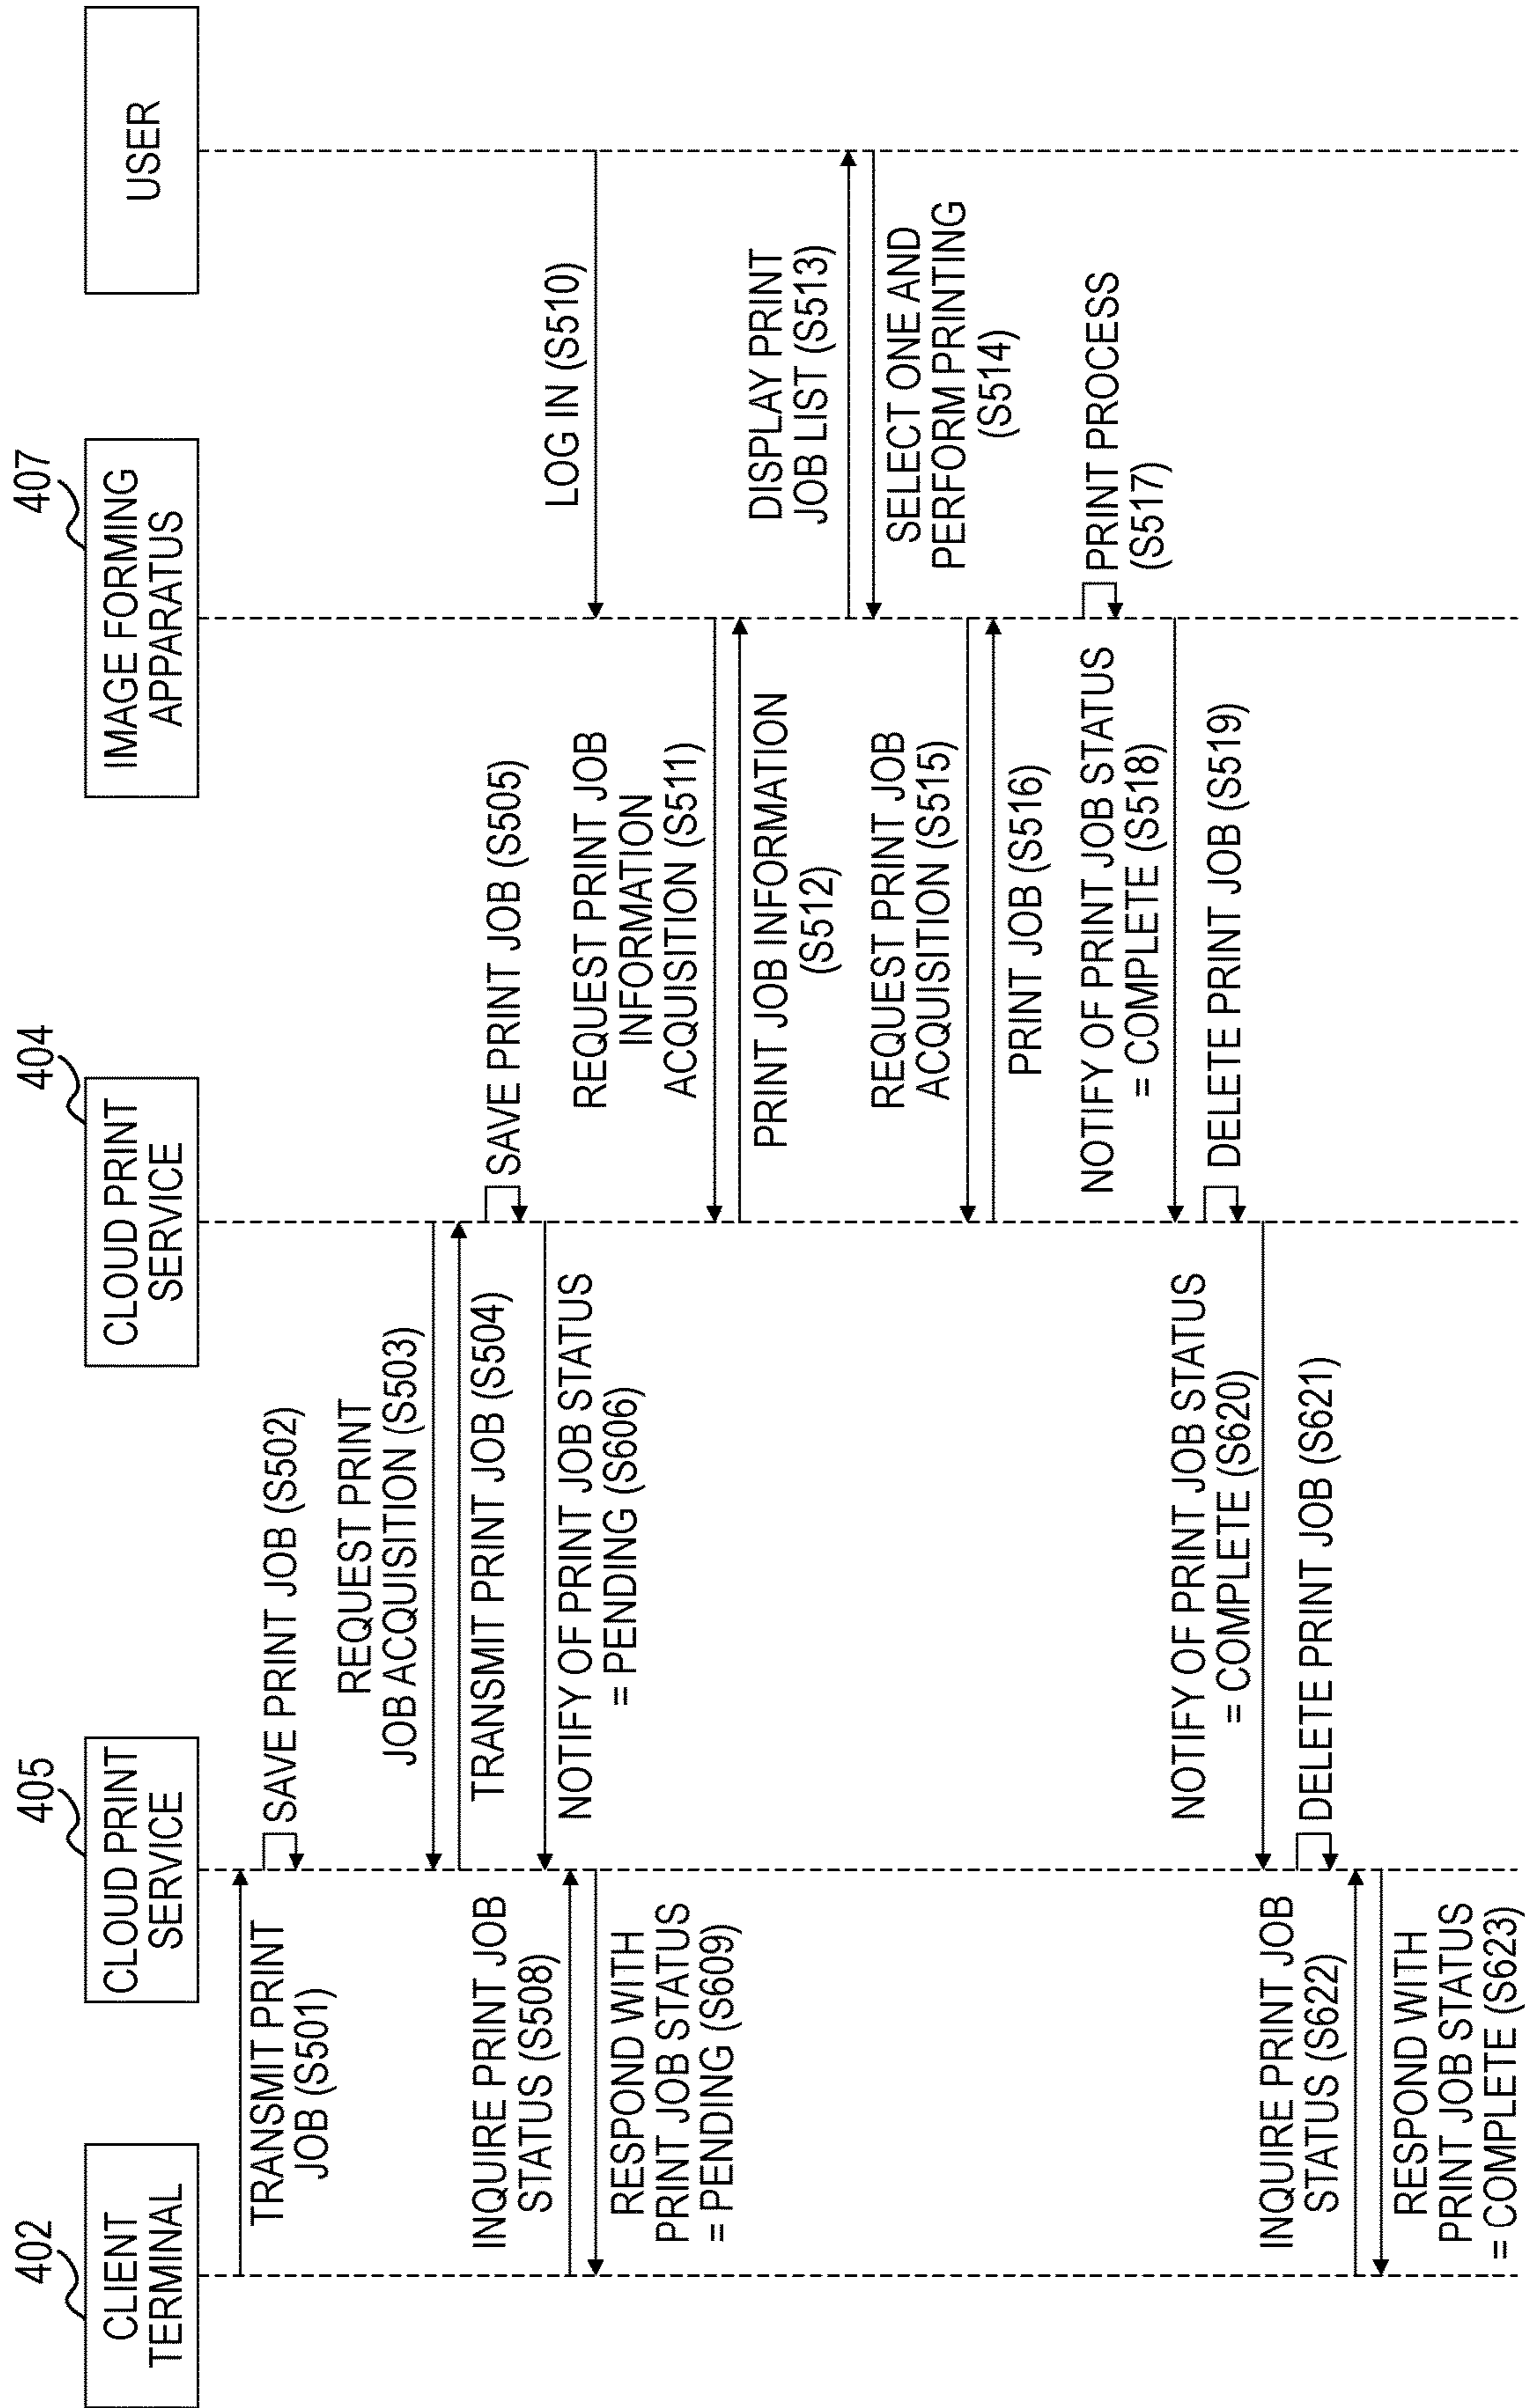 402
CLIENT
TERMINAL
405
CLOUD PRINT
SERVICE
404
CLOUD PRINT
SERVICE
407
IMAGE FORMING
APPARATUS
USER
TRANSMIT PRINT
JOB (S501)
SAVE PRINT JOB (S502)
REQUEST PRINT
JOB ACQUISITION (S503)
TRANSMIT PRINT JOB (S504)
SAVE PRINT JOB (S505)
NOTIFY OF PRINT JOB STATUS
= PENDING (S606)
INQUIRE PRINT JOB
STATUS (S508)
RESPOND WITH
PRINT JOB STATUS
= PENDING (S609)
LOG IN (S510)
REQUEST PRINT JOB
INFORMATION
ACQUISITION (S511)
PRINT JOB INFORMATION
(S512)
DISPLAY PRINT
JOB LIST (S513)
SELECT ONE AND
PERFORM PRINTING
(S514)
REQUEST PRINT JOB
ACQUISITION (S515)
PRINT JOB (S516)
PRINT PROCESS
(S517)
NOTIFY OF PRINT JOB STATUS
= COMPLETE (S518)
DELETE PRINT JOB (S519)
NOTIFY OF PRINT JOB STATUS
= COMPLETE (S620)
DELETE PRINT JOB (S621)
INQUIRE PRINT JOB
STATUS (S622)
RESPOND WITH
PRINT JOB STATUS
= COMPLETE (S623)